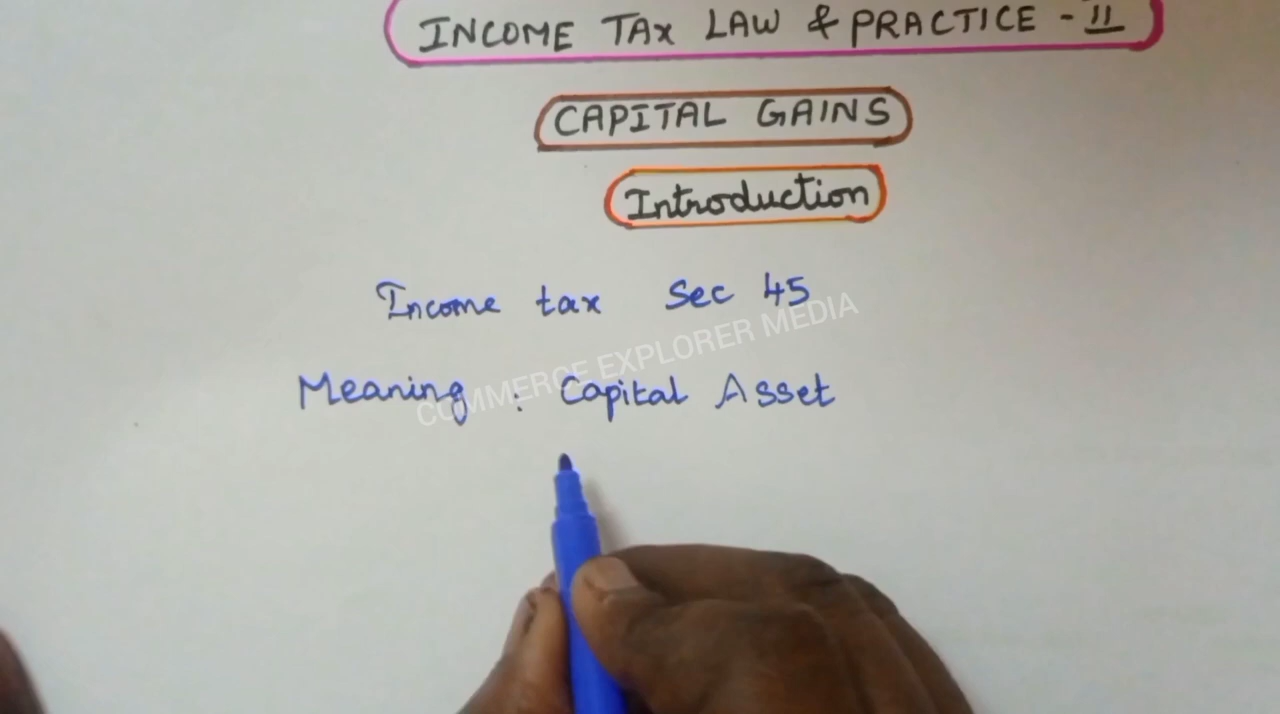 INCOME TAX LAW & PRACTICE - II
CAPITAL GAINS
Introduction
Income tax Sec 45
COMMERCE EXPLORER MEDIA
Meaning : Capital Asset